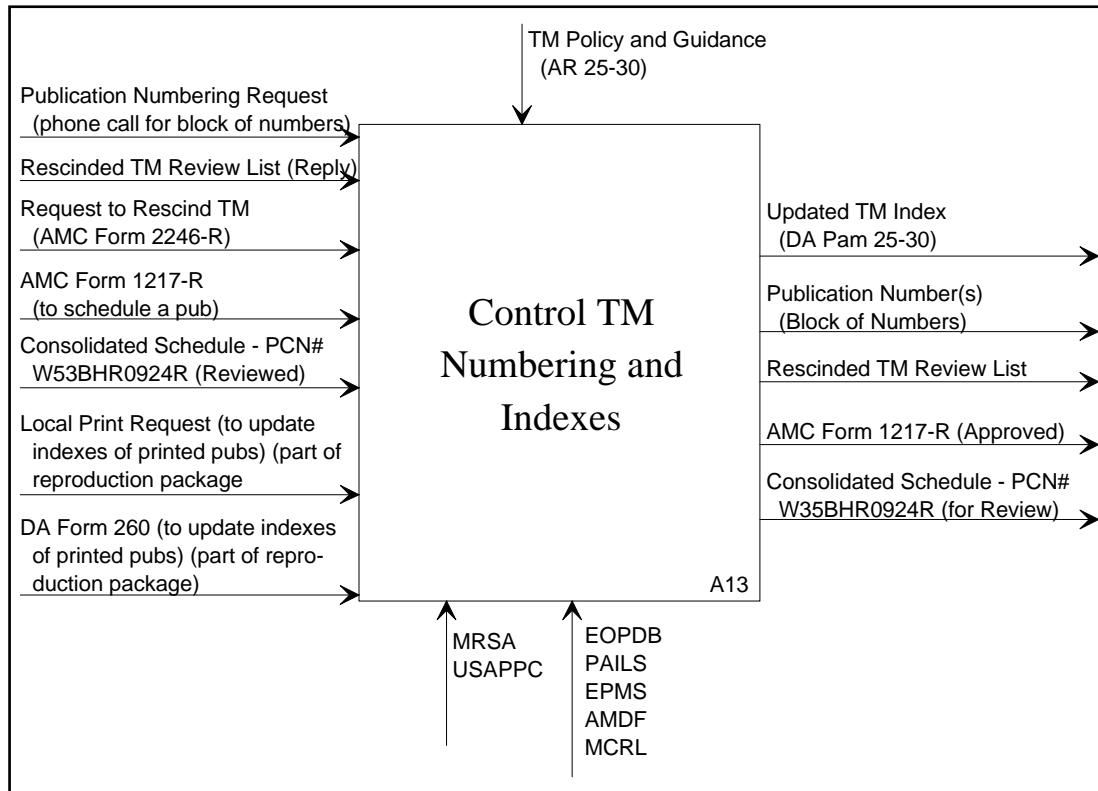 TM Policy and Guidance
(AR 25-30)
Publication Numbering Request
(phone call for block of numbers)
Rescinded TM Review List (Reply)
Request to Rescind TM
(AMC Form 2246-R)
AMC Form 1217-R
(to schedule a pub)
Consolidated Schedule - PCN#
W53BHR0924R (Reviewed)
Local Print Request (to update
indexes of printed pubs) (part of
reproduction package
DA Form 260 (to update indexes
of printed pubs) (part of repro-
duction package)
Control TM
Numbering and
Indexes
A13
Updated TM Index
(DA Pam 25-30)
Publication Number(s)
(Block of Numbers)
Rescinded TM Review List
AMC Form 1217-R (Approved)
Consolidated Schedule - PCN#
W35BHR0924R (for Review)
MRSA
USAPPC
EOPDB
PAILS
EPMS
AMDF
MCRL